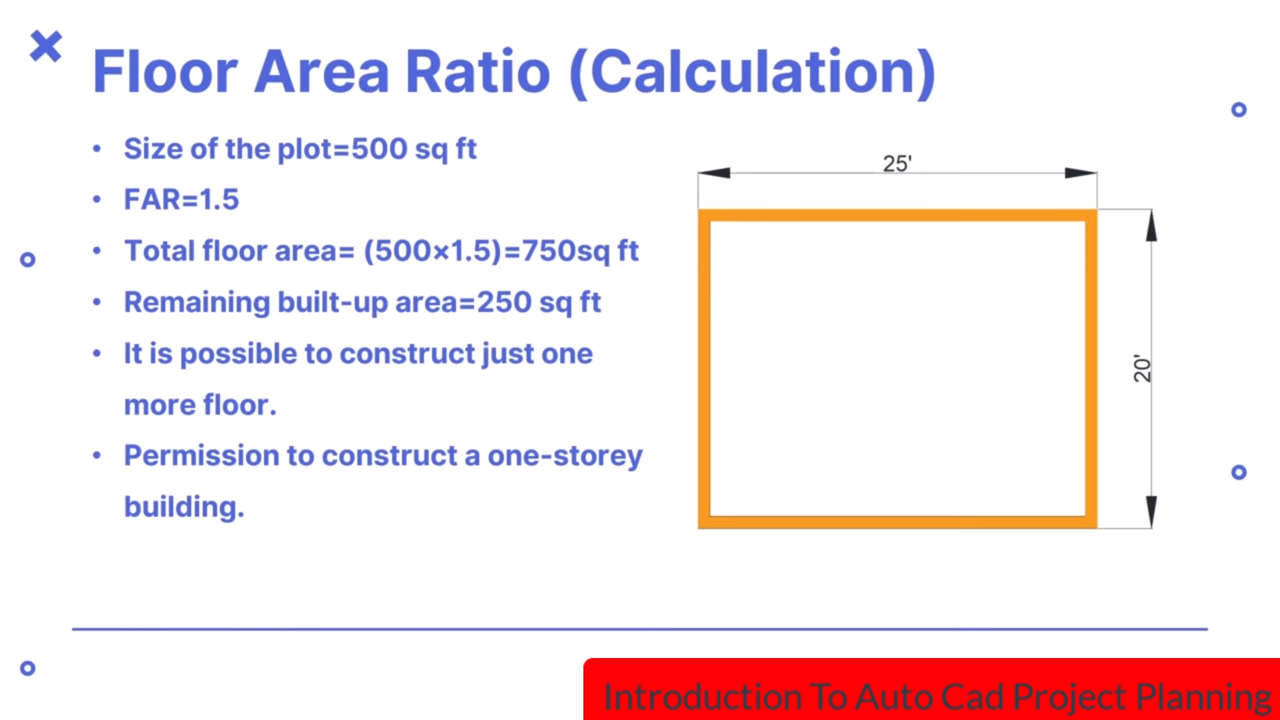 Floor Area Ratio (Calculation)
• Size of the plot=500 sq ft
• FAR=1.5
• Total floor area= (500×1.5)=750sq ft
• Remaining built-up area=250 sq ft
• It is possible to construct just one
more floor.
• Permission to construct a one-storey
building.
25'
20'
Introduction To Auto Cad Project Planning